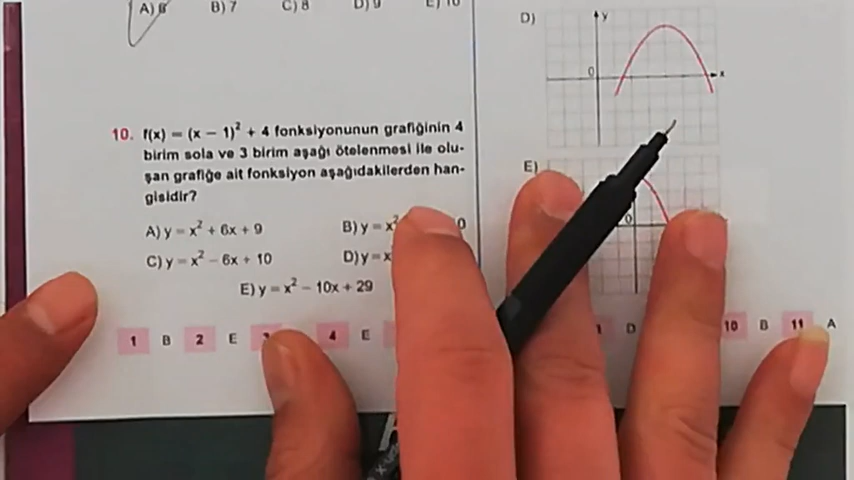 A) 6 B) 7 C) 8 D) 9 E) 10
10. f(x) = (x – 1)² + 4 fonksiyonunun grafiğinin 4
birim sola ve 3 birim aşağı ötelenmesi ile olu-
şan grafiğe ait fonksiyon aşağıdakilerden han-
gisidir?
A) y = x² + 6x + 9 B) y = x² 0
C) y = x² – 6x + 10 D) y = x
E) y = x² – 10x + 29
D) y 0 x
E) 0
1 B 2 E 4 E D 10 B 11 A